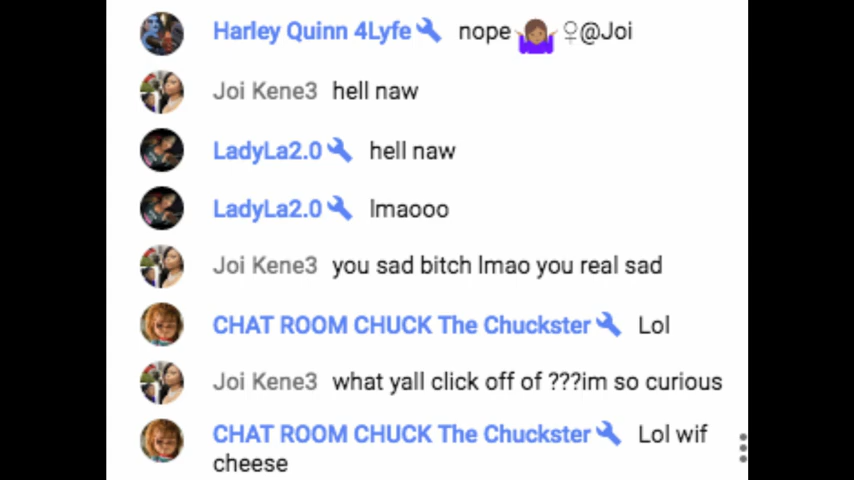 Harley Quinn 4Lyfe🔧 nope 🤷🏽♀@Joi
Joi Kene3 hell naw
LadyLa2.0🔧 hell naw
LadyLa2.0🔧 lmaooo
Joi Kene3 you sad bitch lmao you real sad
CHAT ROOM CHUCK The Chuckster🔧 Lol
Joi Kene3 what yall click off of ???im so curious
CHAT ROOM CHUCK The Chuckster🔧 Lol wif
cheese